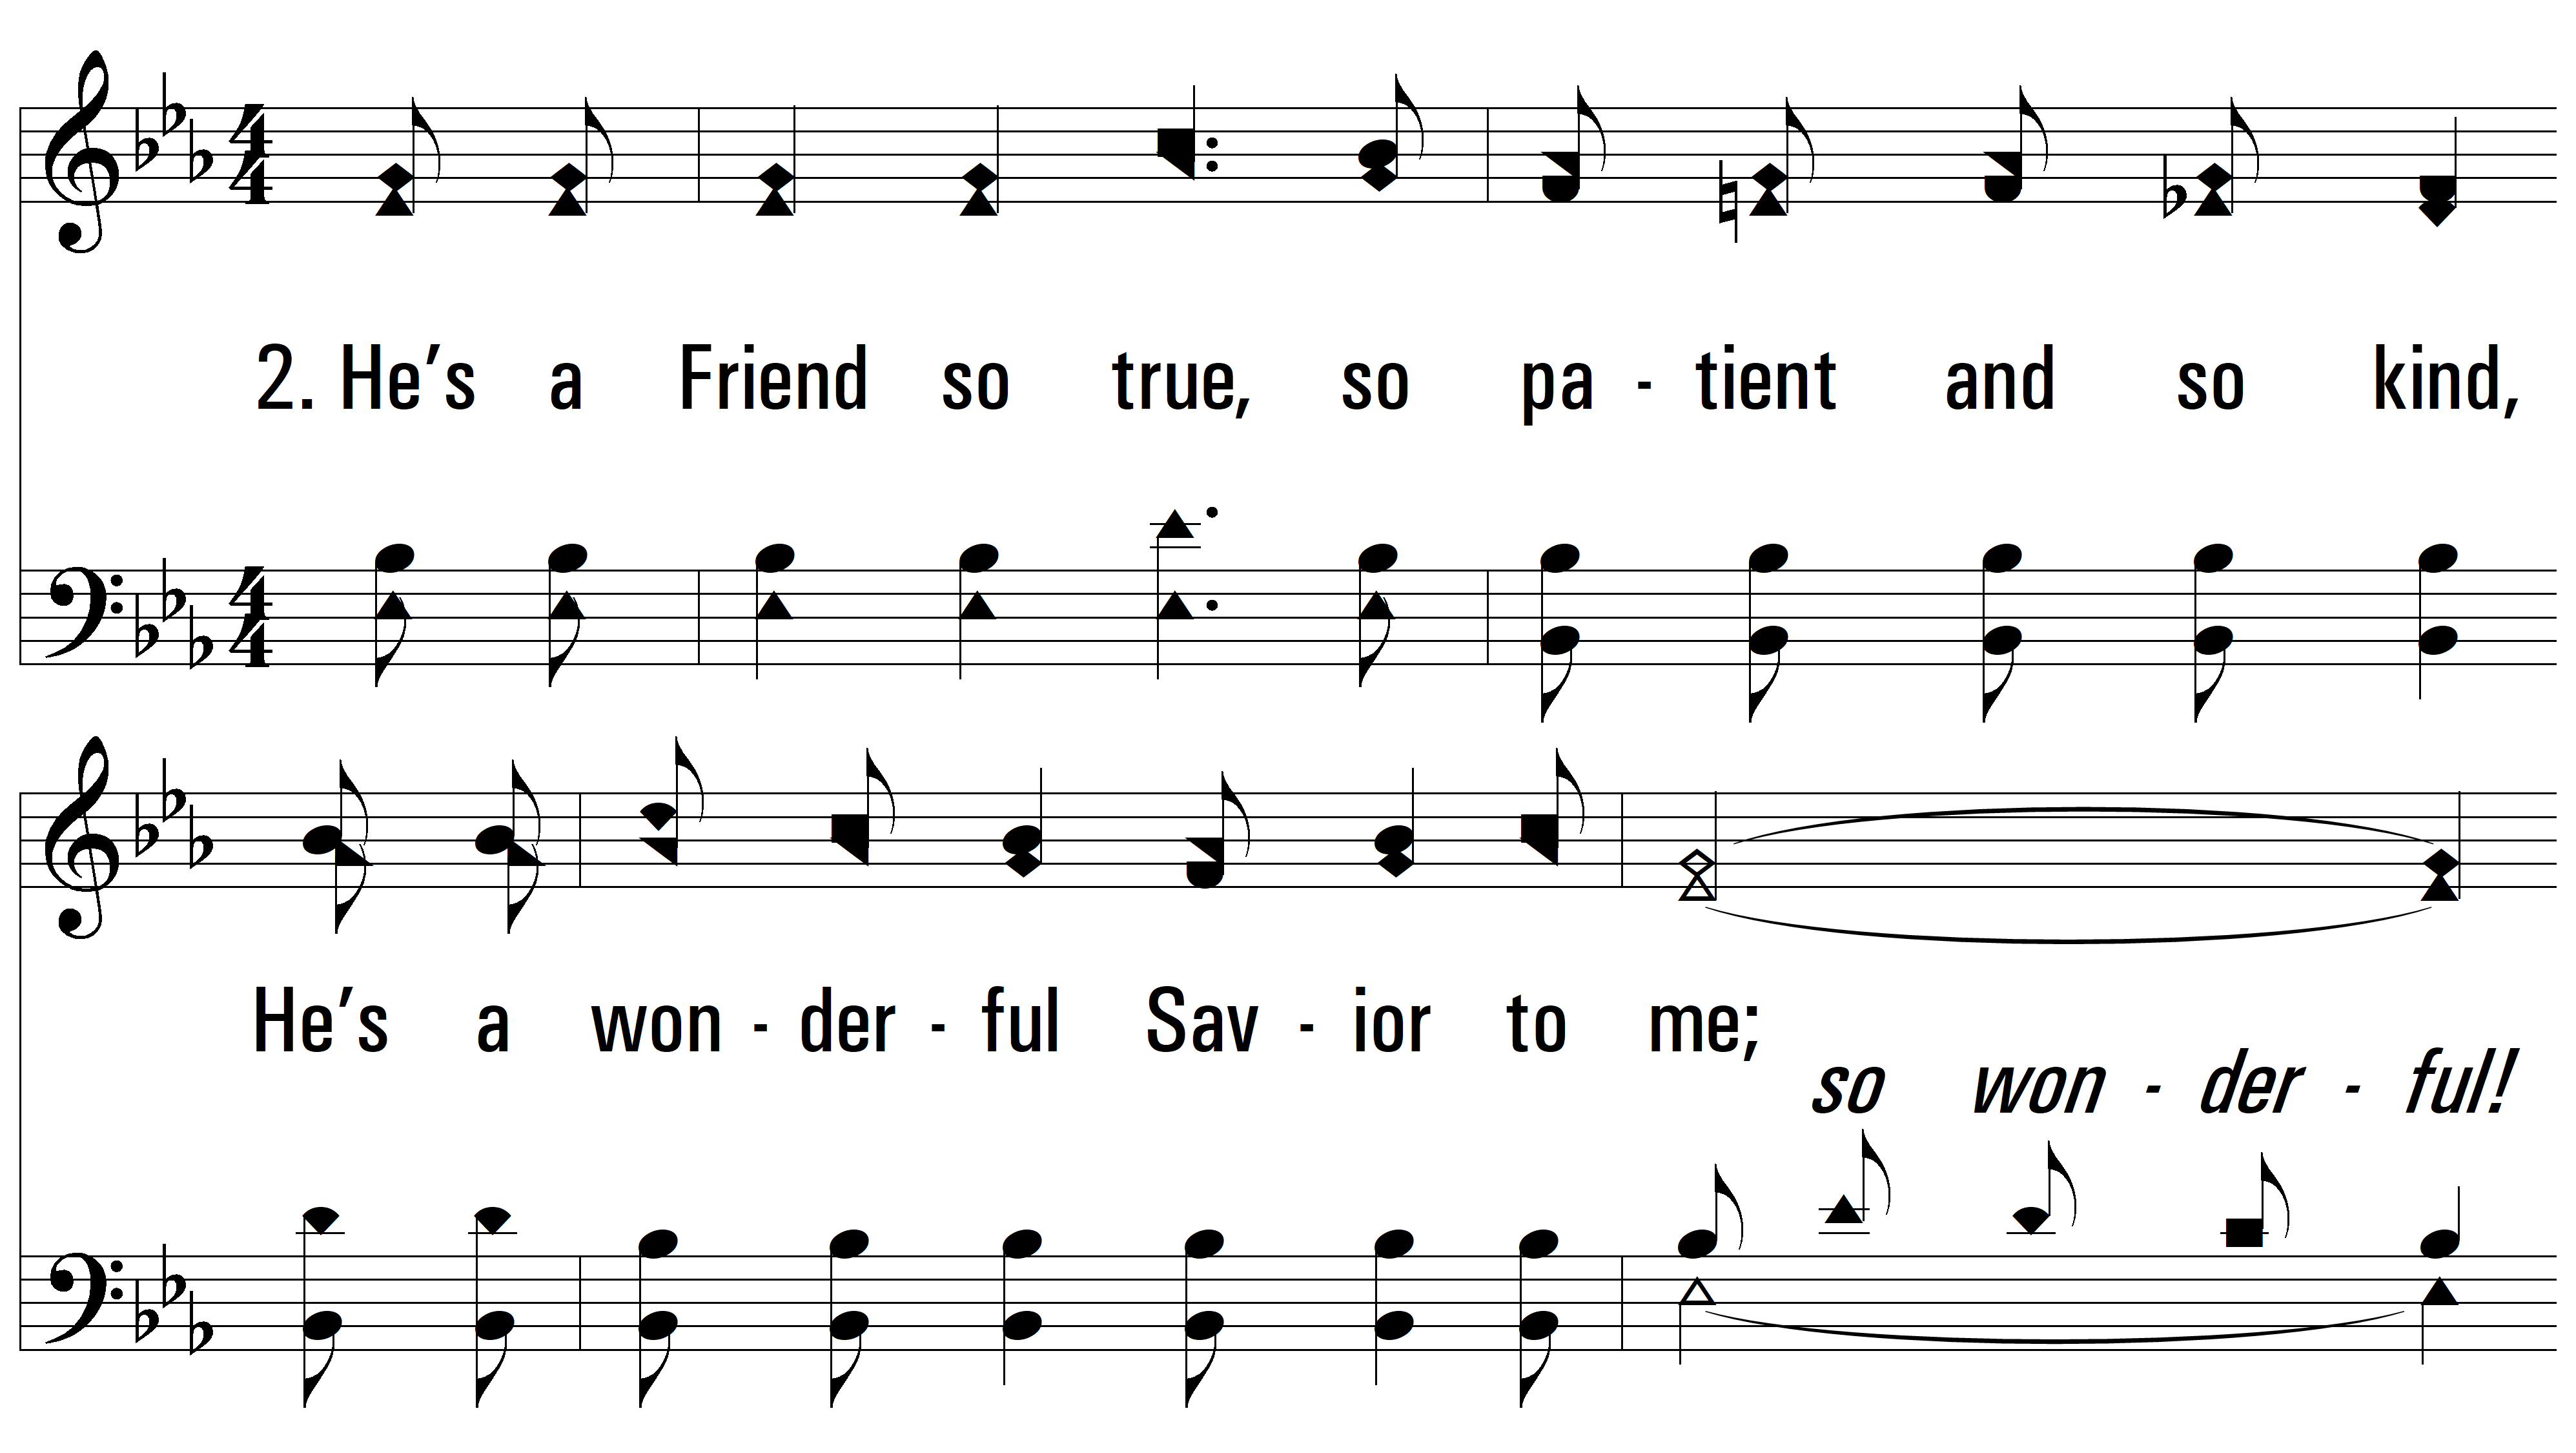 2. He's a Friend so true, so pa - tient and so kind,
He's a won - der - ful Sav - ior to me;
so won - der - ful!